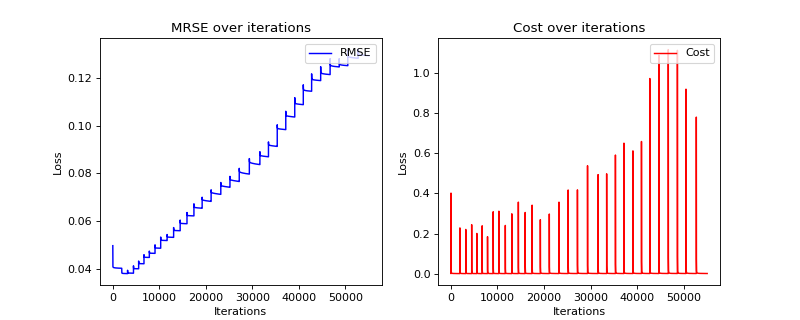 MRSE over iterations
RMSE
0.12
0.10
0.08
0.06
0.04
Loss
0
10000
20000
30000
40000
50000
Iterations
Cost over iterations
Cost
1.0
0.8
0.6
0.4
0.2
0.0
Loss
0
10000
20000
30000
40000
50000
Iterations